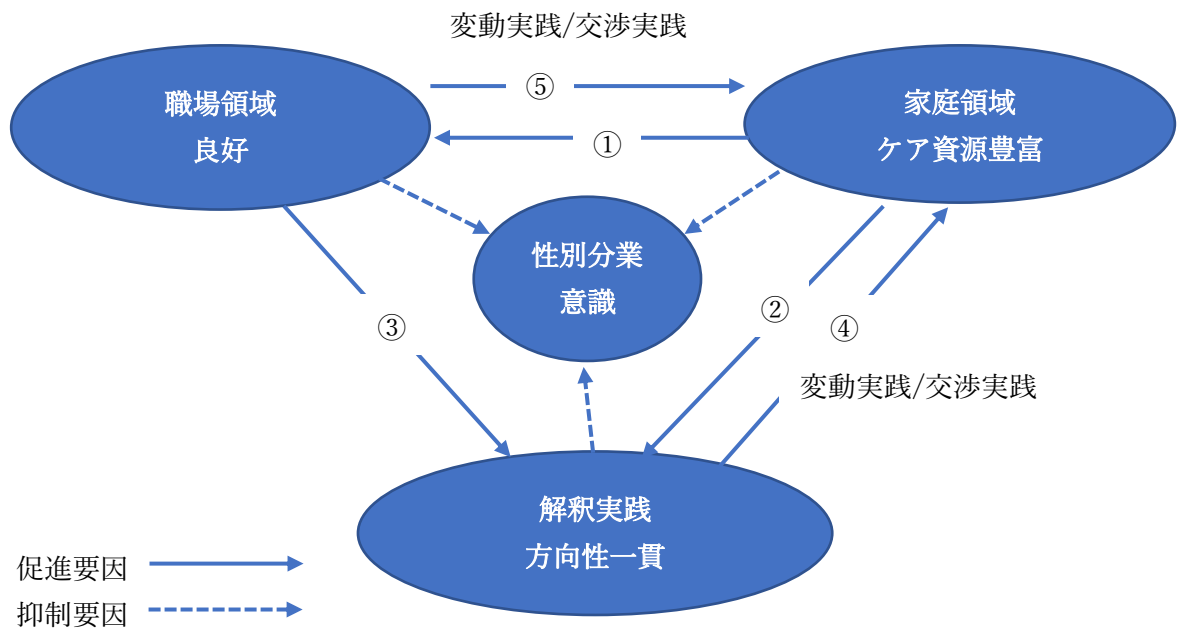 変動実践/交渉実践
職場領域
良好
⑤
家庭領域
ケア資源豊富
①
性別分業
意識
③
②
④
変動実践/交渉実践
解釈実践
方向性一貫
促進要因
抑制要因